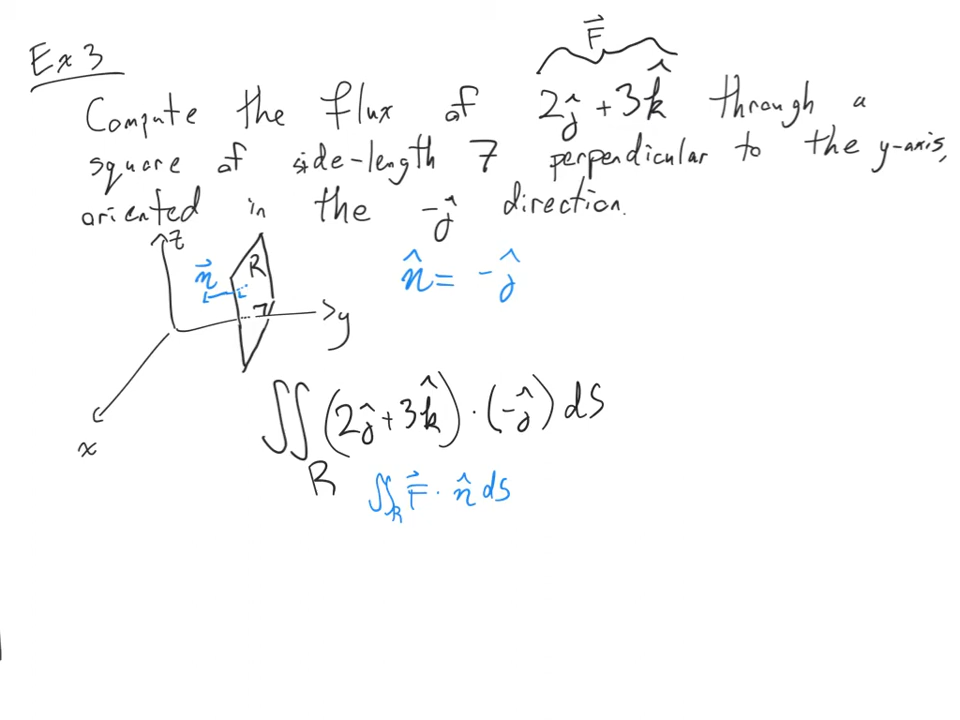 Ex 3
F⃗
Compute the flux of 2ĵ + 3k̂ through a
square of side-length 7 perpendicular to the y-axis,
oriented in the -ĵ direction.
z
n⃗ R
n̂ = -ĵ
y
x
∬_R (2ĵ + 3k̂) · (-ĵ) dS
∬_R F⃗ · n̂ dS